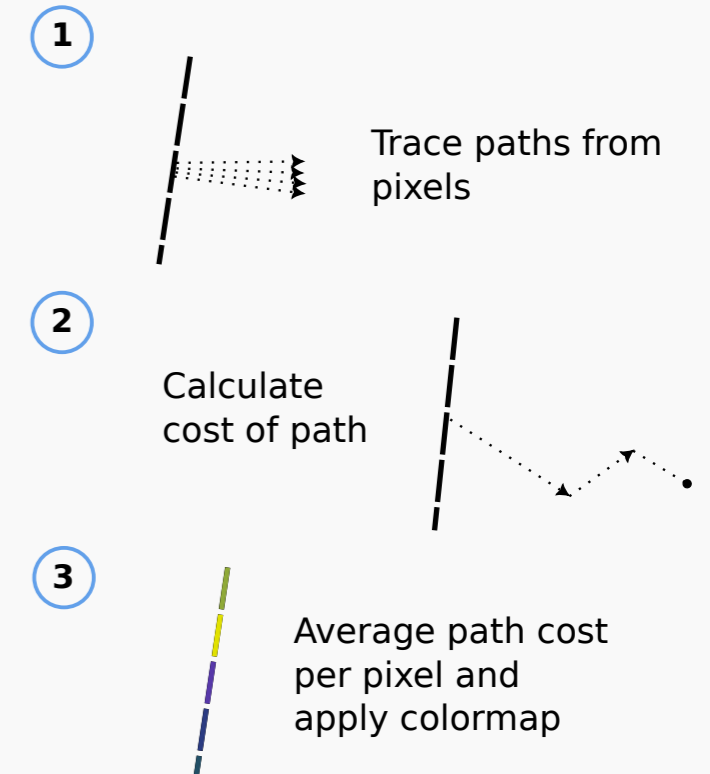 1
Trace paths from
pixels
2
Calculate
cost of path
3
Average path cost
per pixel and
apply colormap